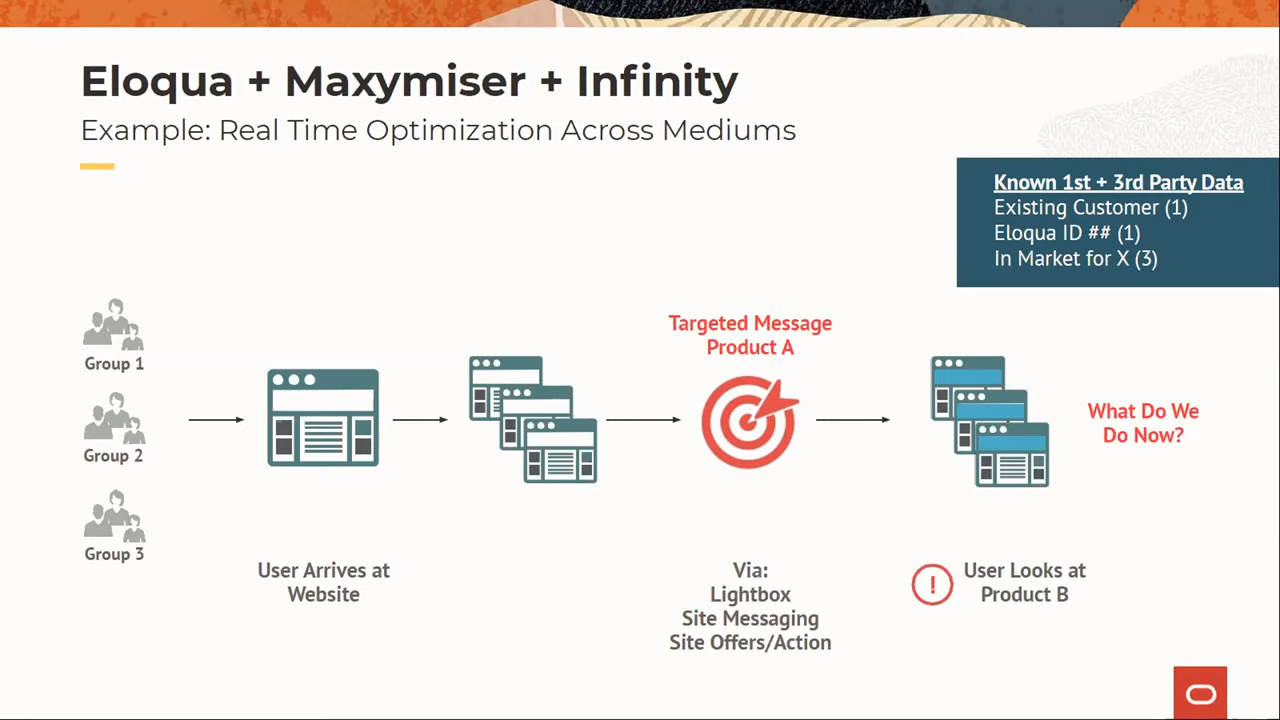 Eloqua + Maxymiser + Infinity
Example: Real Time Optimization Across Mediums
Known 1st + 3rd Party Data
Existing Customer (1)
Eloqua ID ## (1)
In Market for X (3)
Group 1
Group 2
Group 3
User Arrives at
Website
Targeted Message
Product A
Via:
Lightbox
Site Messaging
Site Offers/Action
What Do We
Do Now?
!
User Looks at
Product B